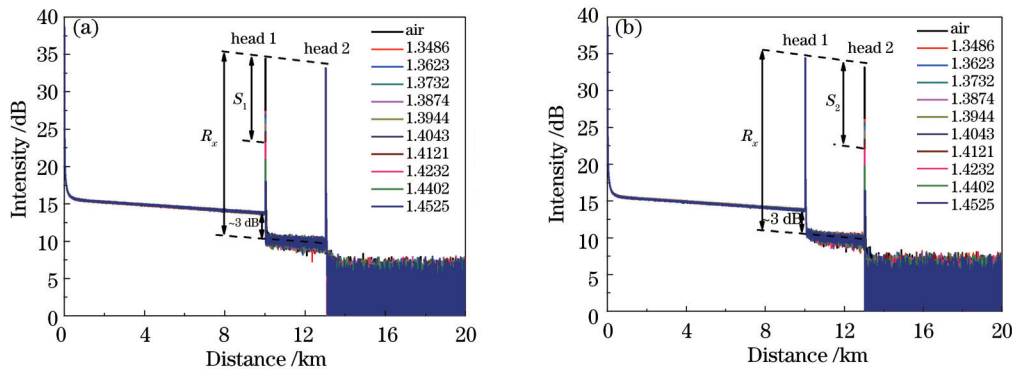 (a)
40
35
30
25
20
15
10
5
0
Intensity /dB
head 1
head 2
S1
Rx
~3 dB
air
1.3486
1.3623
1.3732
1.3874
1.3944
1.4043
1.4121
1.4232
1.4402
1.4525
0 4 8 12 16 20
Distance /km
(b)
40
35
30
25
20
15
10
5
0
Intensity /dB
head 1
head 2
S2
Rx
~3 dB
air
1.3486
1.3623
1.3732
1.3874
1.3944
1.4043
1.4121
1.4232
1.4402
1.4525
0 4 8 12 16 20
Distance /km